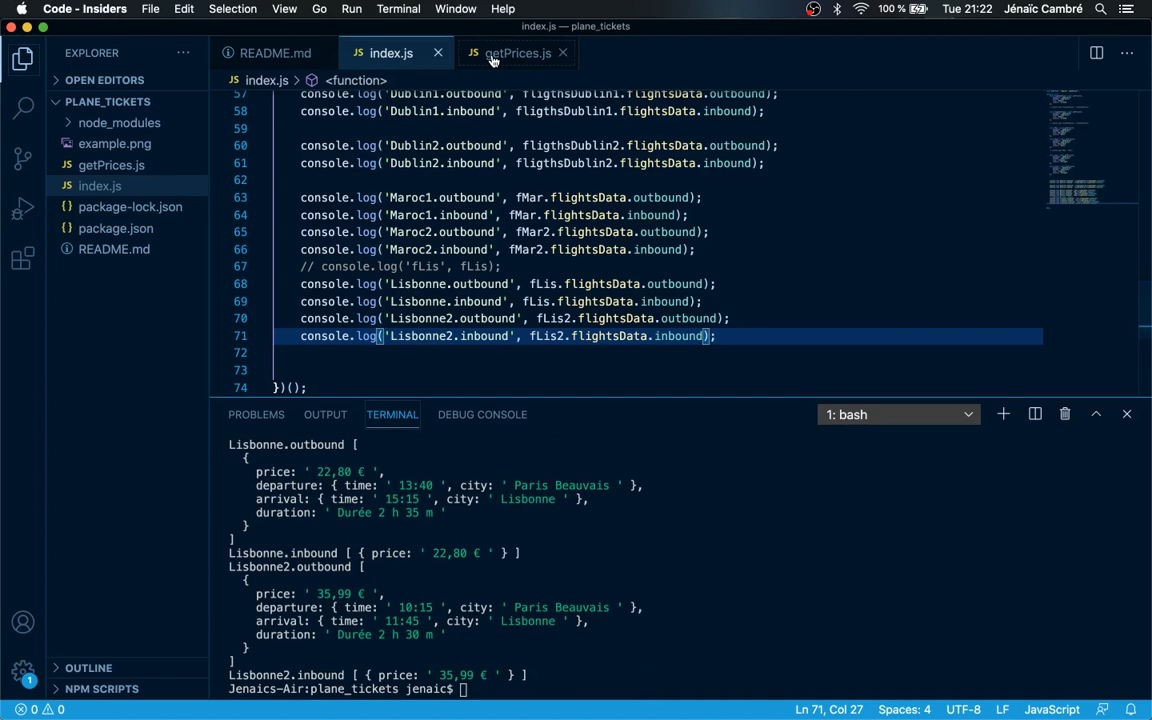 Code - Insiders File Edit Selection View Go Run Terminal Window Help 100 % Tue 21:22 Jénaïc Cambré
index.js — plane_tickets
EXPLORER ···
README.md
JS index.js
JS getPrices.js
OPEN EDITORS
JS index.js > <function>
PLANE_TICKETS
node_modules
example.png
JS getPrices.js
JS index.js
{} package-lock.json
{} package.json
README.md
57 console.log('Dublin1.outbound', fligthsDublin1.flightsData.outbound);
58 console.log('Dublin1.inbound', fligthsDublin1.flightsData.inbound);
59
60 console.log('Dublin2.outbound', fligthsDublin2.flightsData.outbound);
61 console.log('Dublin2.inbound', fligthsDublin2.flightsData.inbound);
62
63 console.log('Maroc1.outbound', fMar.flightsData.outbound);
64 console.log('Maroc1.inbound', fMar.flightsData.inbound);
65 console.log('Maroc2.outbound', fMar2.flightsData.outbound);
66 console.log('Maroc2.inbound', fMar2.flightsData.inbound);
67 // console.log('fLis', fLis);
68 console.log('Lisbonne.outbound', fLis.flightsData.outbound);
69 console.log('Lisbonne.inbound', fLis.flightsData.inbound);
70 console.log('Lisbonne2.outbound', fLis2.flightsData.outbound);
71 console.log('Lisbonne2.inbound', fLis2.flightsData.inbound);
72
73
74 })();
PROBLEMS OUTPUT TERMINAL DEBUG CONSOLE 1: bash
Lisbonne.outbound [
{
price: ' 22,80 € ',
departure: { time: ' 13:40 ', city: ' Paris Beauvais ' },
arrival: { time: ' 15:15 ', city: ' Lisbonne ' },
duration: ' Durée 2 h 35 m '
}
]
Lisbonne.inbound [ { price: ' 22,80 € ' } ]
Lisbonne2.outbound [
{
price: ' 35,99 € ',
departure: { time: ' 10:15 ', city: ' Paris Beauvais ' },
arrival: { time: ' 11:45 ', city: ' Lisbonne ' },
duration: ' Durée 2 h 30 m '
}
]
Lisbonne2.inbound [ { price: ' 35,99 € ' } ]
Jenaics-Air:plane_tickets jenaic$
OUTLINE
NPM SCRIPTS
1
0 0 Ln 71, Col 27 Spaces: 4 UTF-8 LF JavaScript